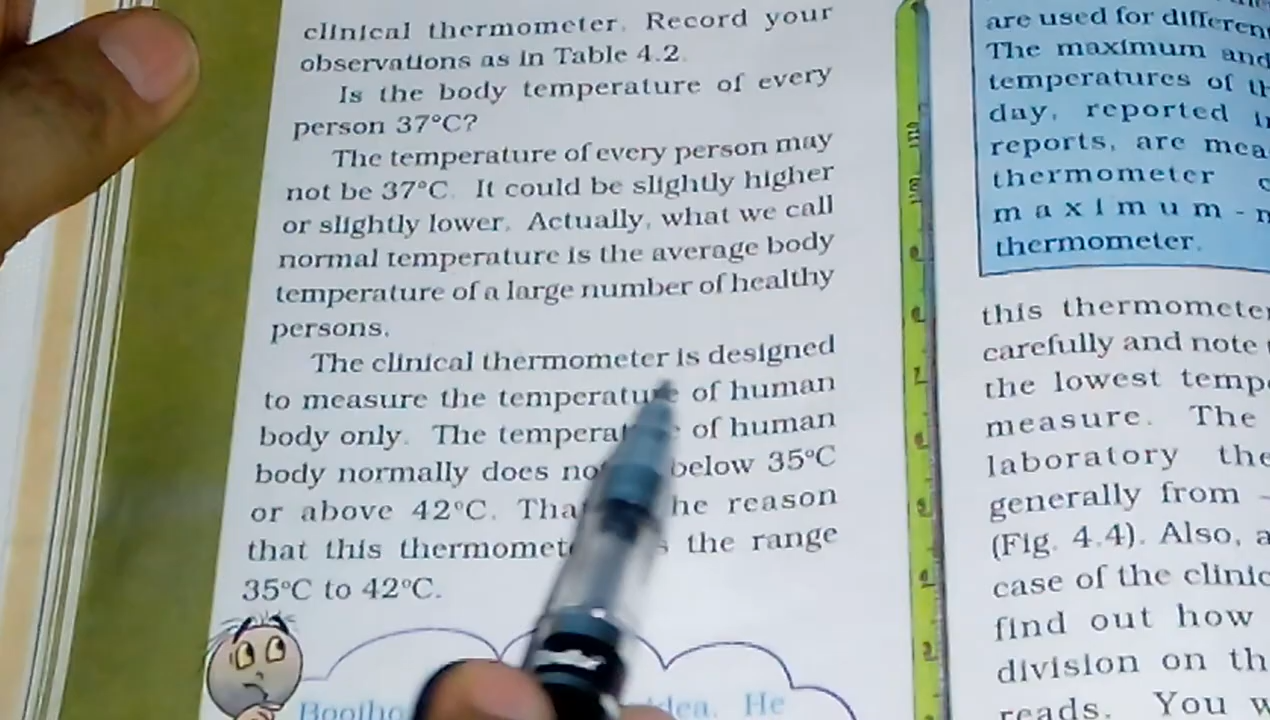 clinical thermometer. Record your
observations as in Table 4.2.
Is the body temperature of every
person 37°C?
The temperature of every person may
not be 37°C. It could be slightly higher
or slightly lower. Actually, what we call
normal temperature is the average body
temperature of a large number of healthy
persons.
The clinical thermometer is designed
to measure the temperature of human
body only. The of human
body normally does below 35°C
or above 42°C. reason
that this the range
35°C to 42°C.
He
are used for
The maximum and
temperatures of
day, reported
reports, are
thermometer
maximum-
thermometer.
this
carefully and note
the lowest
measure. The
laboratory
generally from
(Fig. 4.4). Also,
case of the
find out how
division on
reads. You